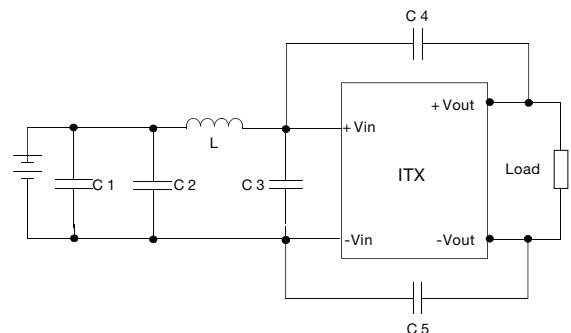 C 4
+ Vout
+ Vin
L
C 1
C 2
C 3
ITX
Load
-Vin
-Vout
C 5